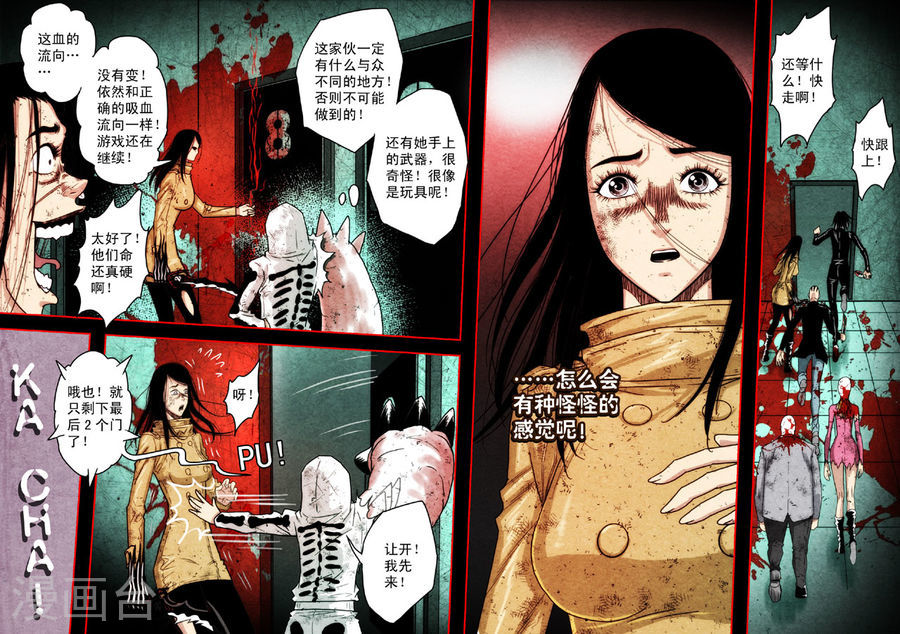 这血的
流向…
…
没有变！
依然和正
确的吸血
流向一样！
游戏还在
继续！
太好了！
他们命
还真硬
啊！
这家伙一定
有什么与众
不同的地方！
否则不可能
做到的！
还有她手上
的武器，很
奇怪！很像
是玩具呢！
8
KA CHA!
哦也！就
只剩下最
后2个门
了！
呀！
PU!
让开！
我先
来！
……怎么会
有种怪怪的
感觉呢！
还等什
么！快
走啊！
快跟
上！
漫画台